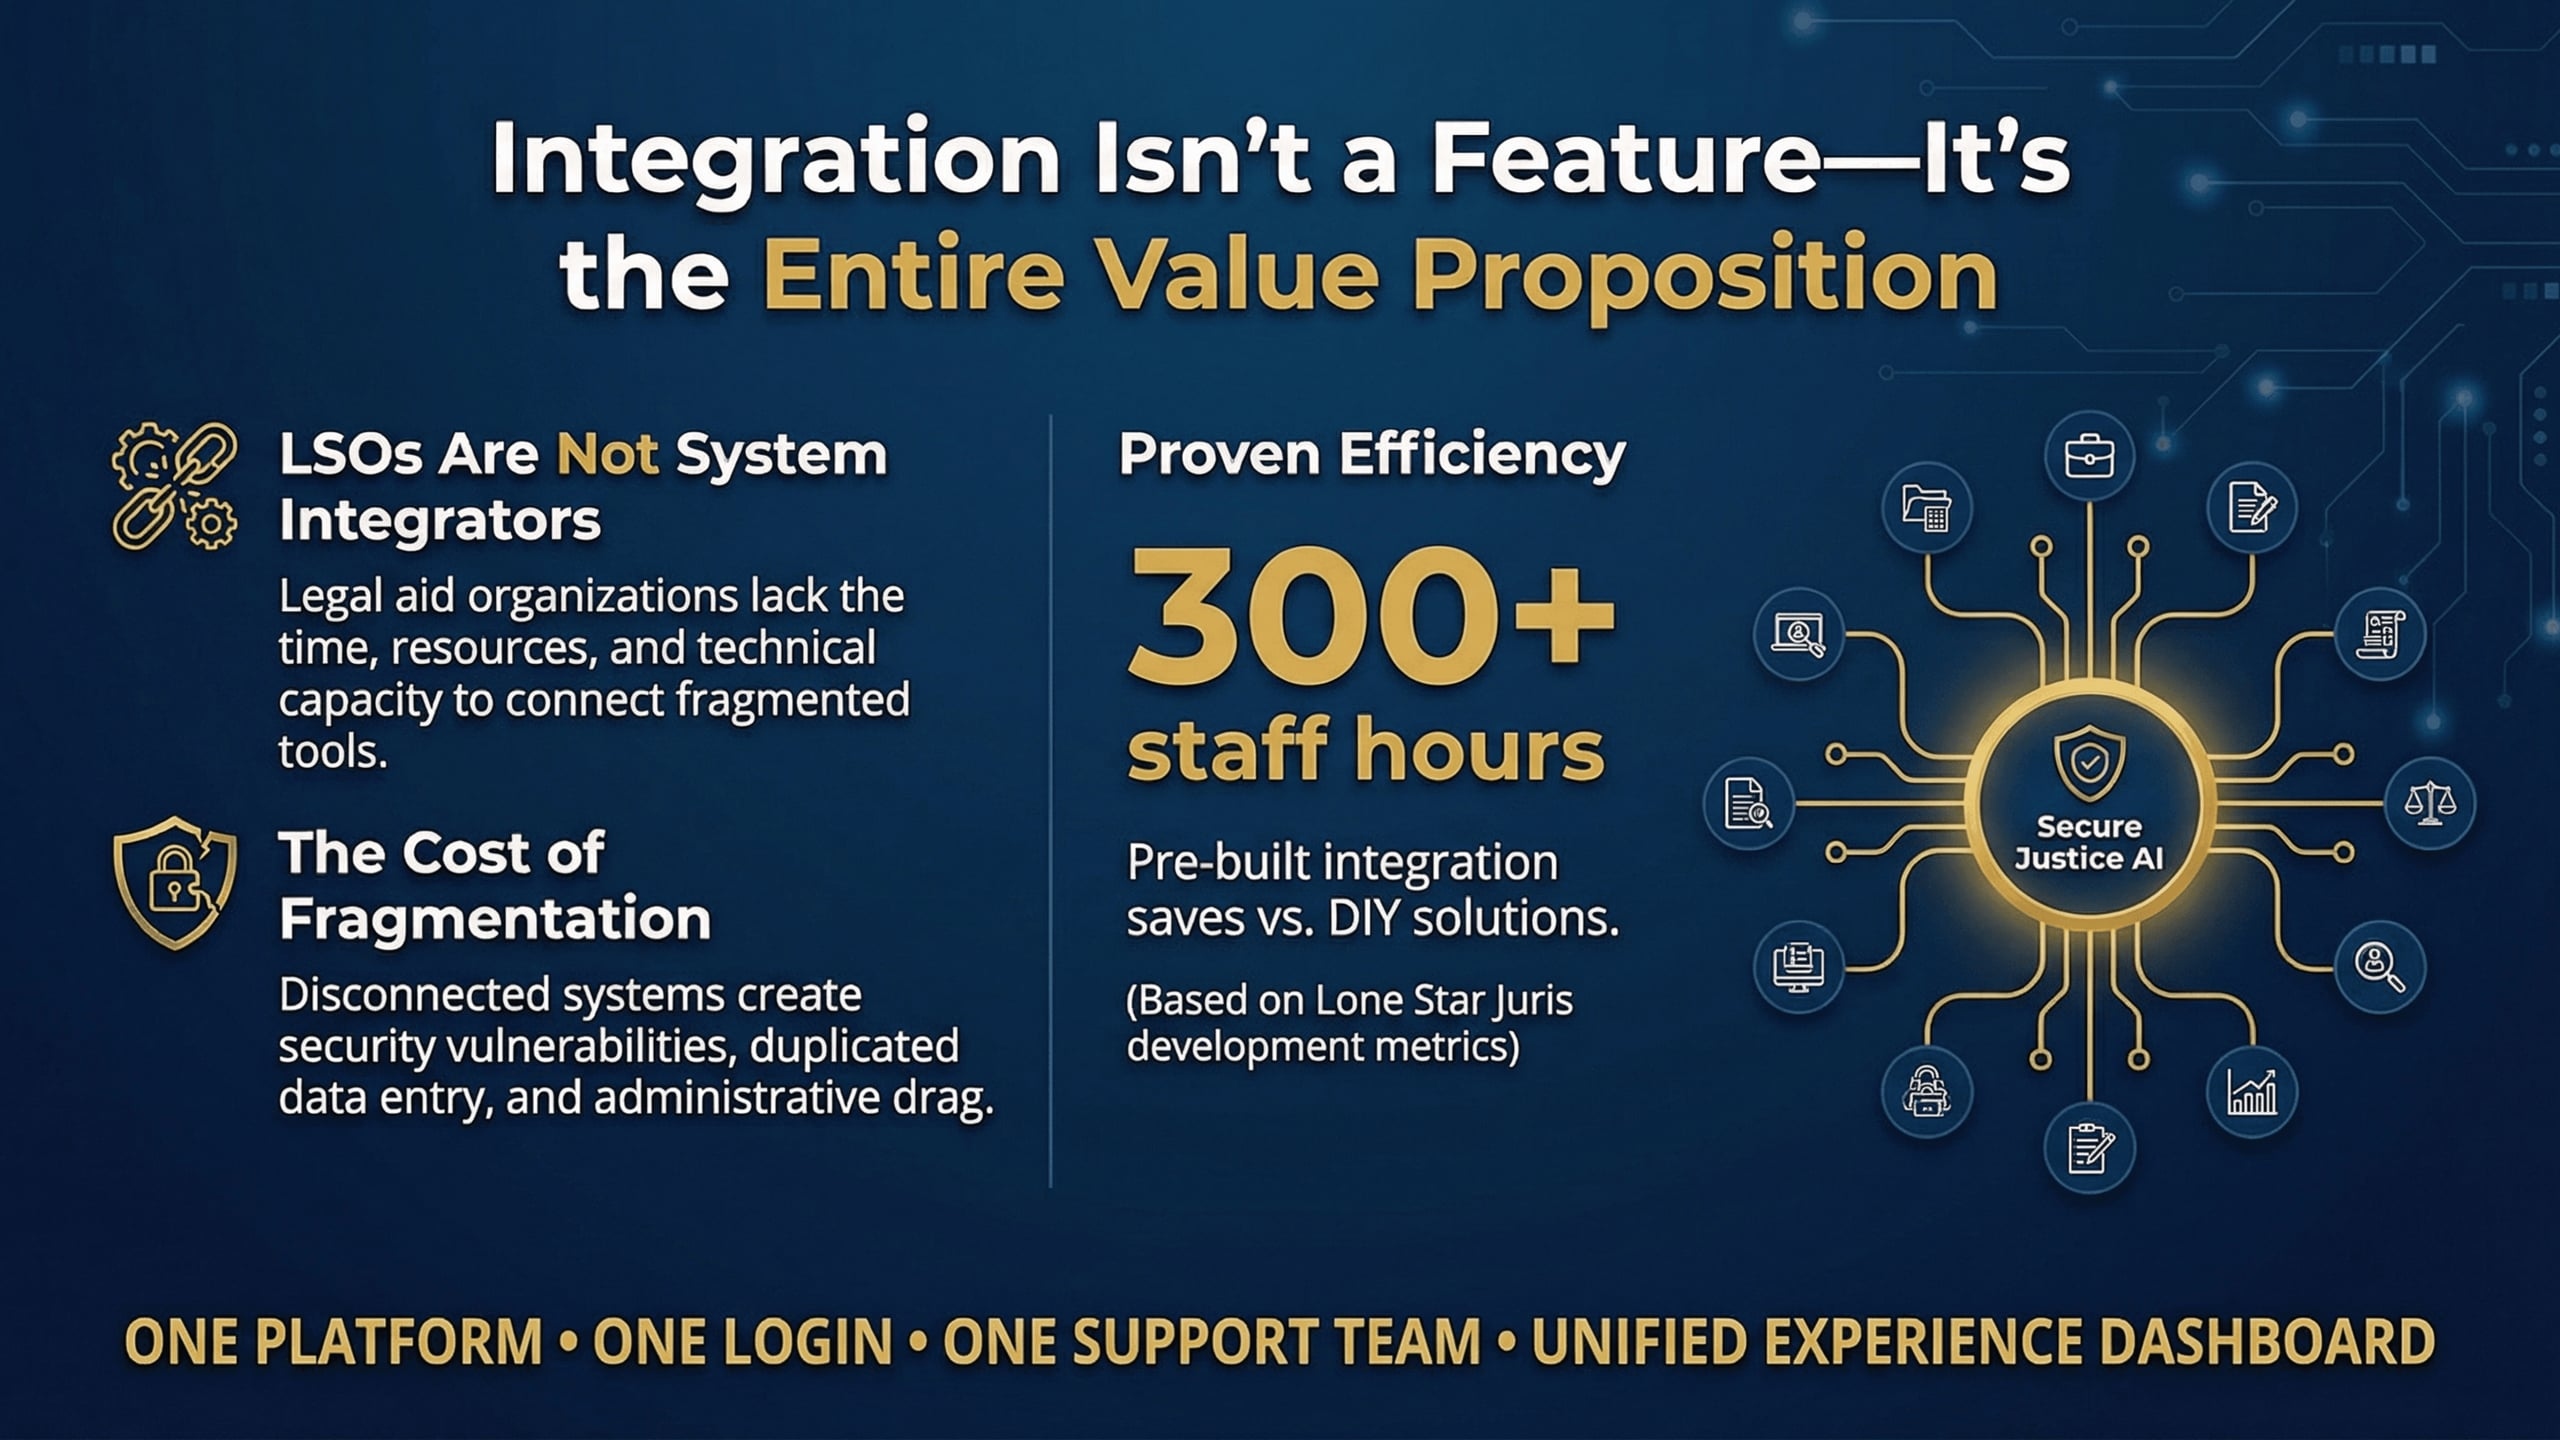 Integration Isn’t a Feature—It’s
the Entire Value Proposition
LSOs Are Not System
Integrators
Legal aid organizations lack the
time, resources, and technical
capacity to connect fragmented
tools.
The Cost of
Fragmentation
Disconnected systems create
security vulnerabilities, duplicated
data entry, and administrative drag.
Proven Efficiency
300+
staff hours
Pre-built integration
saves vs. DIY solutions.
(Based on Lone Star Juris
development metrics)
Secure
Justice AI
ONE PLATFORM • ONE LOGIN • ONE SUPPORT TEAM • UNIFIED EXPERIENCE DASHBOARD